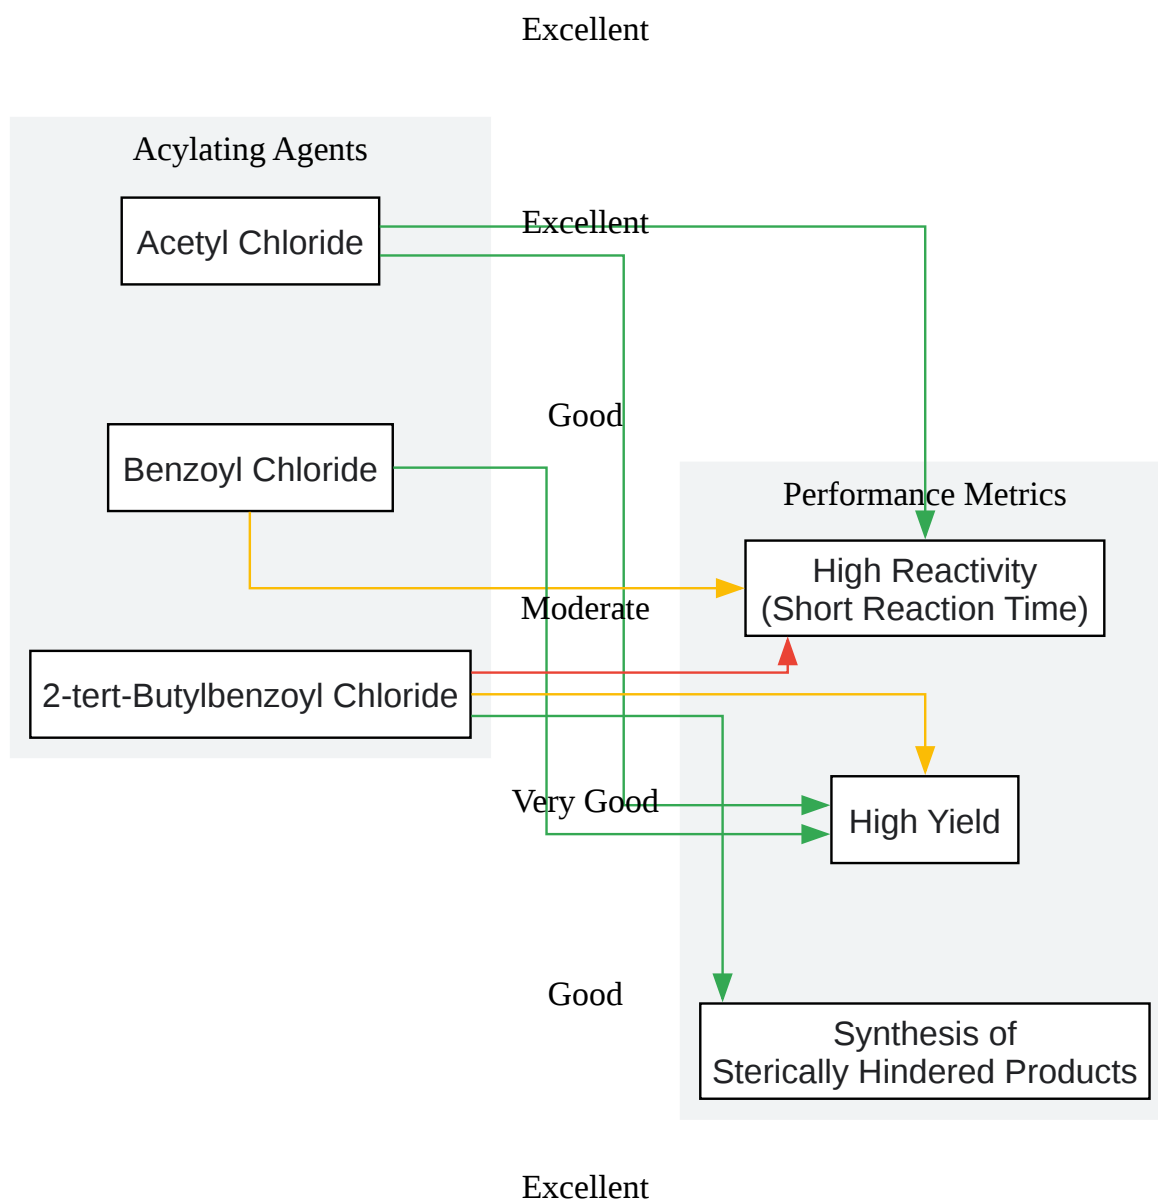 Excellent
Acylating Agents
Excellent
Acetyl Chloride
Good
Benzoyl Chloride
Performance Metrics
High Reactivity
(Short Reaction Time)
Moderate
2-tert-Butylbenzoyl Chloride
Very Good
High Yield
Good
Synthesis of
Sterically Hindered Products
Excellent